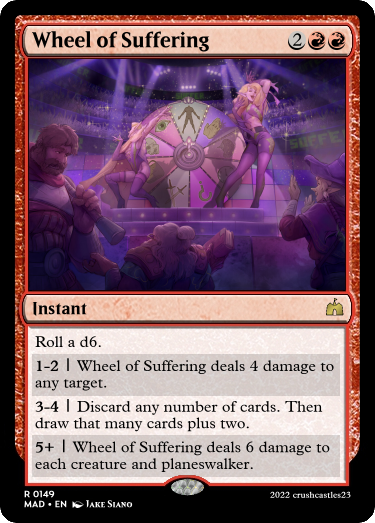 Wheel of Suffering 2
Instant
Roll a d6.
1-2 | Wheel of Suffering deals 4 damage to
any target.
3-4 | Discard any number of cards. Then
draw that many cards plus two.
5+ | Wheel of Suffering deals 6 damage to
each creature and planeswalker.
R 0149
MAD • EN Jake Siano
2022 crushcastles23